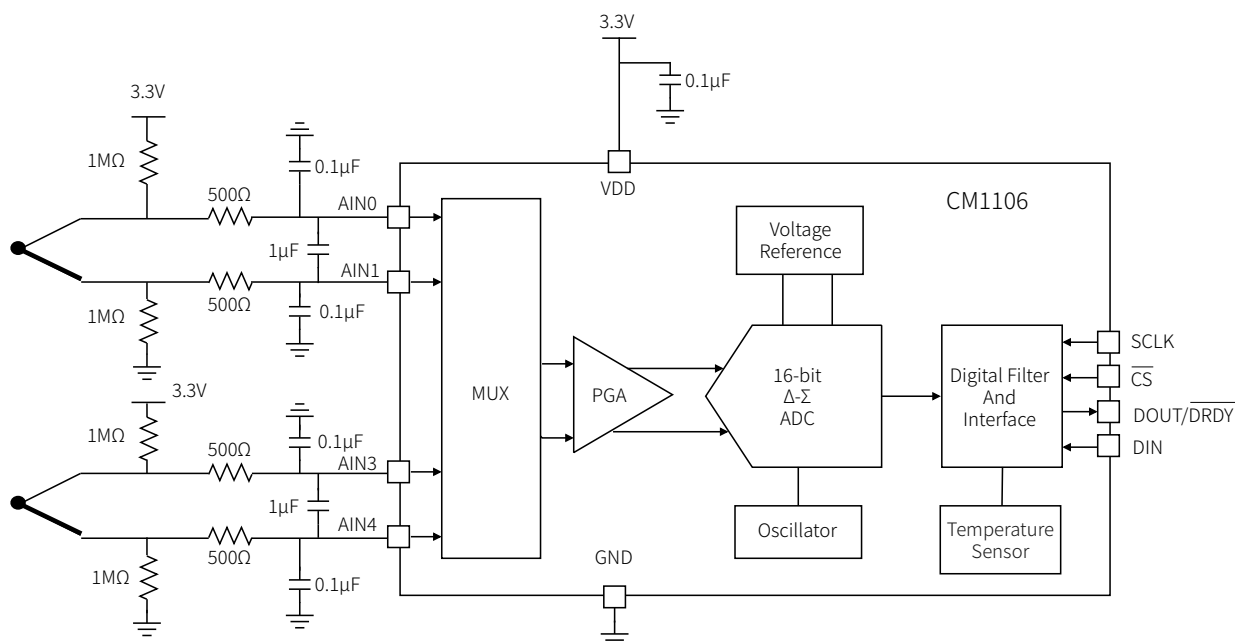 3.3V
0.1μF
3.3V
1MΩ
0.1μF
VDD
CM1106
500Ω
AIN0
1μF
Voltage
Reference
AIN1
500Ω
0.1μF
1MΩ
SCLK
16-bit
Δ-Σ
ADC
Digital Filter
And
Interface
CS
MUX
PGA
3.3V
DOUT/DRDY
1MΩ
0.1μF
DIN
500Ω
AIN3
1μF
AIN4
Oscillator
Temperature
Sensor
500Ω
GND
1MΩ
0.1μF